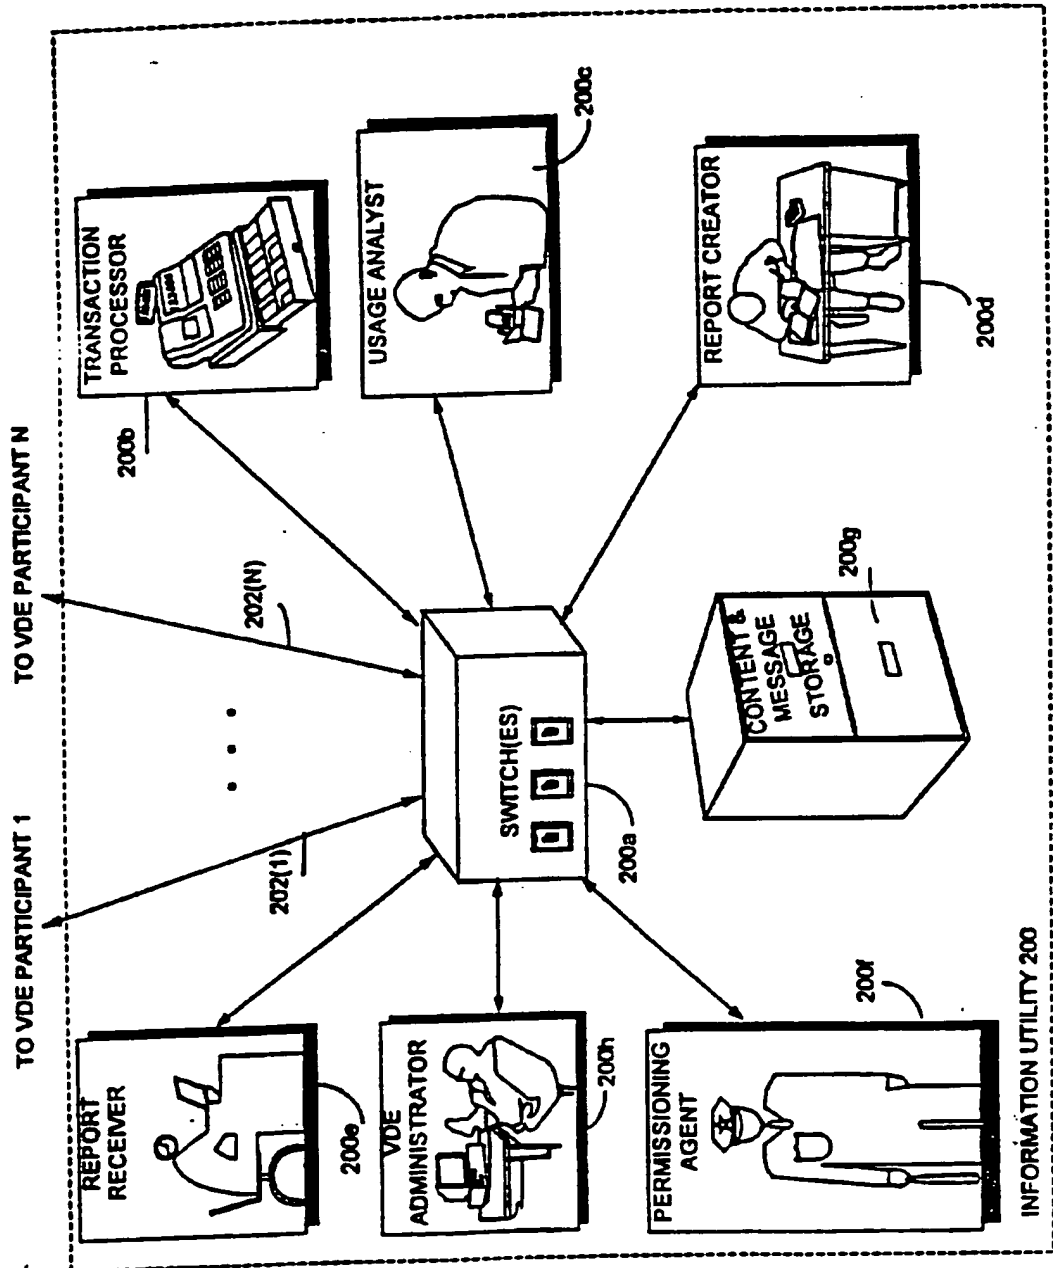 TO VDE PARTICIPANT 1
TO VDE PARTICIPANT N
REPORT
RECEIVER
200e
202(1)
202(N)
TRANSACTION
PROCESSOR
200b
VDE
ADMINISTRATOR
200h
SWITCH(ES)
200a
USAGE ANALYST
200c
PERMISSIONING
AGENT
200f
CONTENT &
MESSAGE
STORAGE
200g
REPORT CREATOR
200d
INFORMATION UTILITY 200